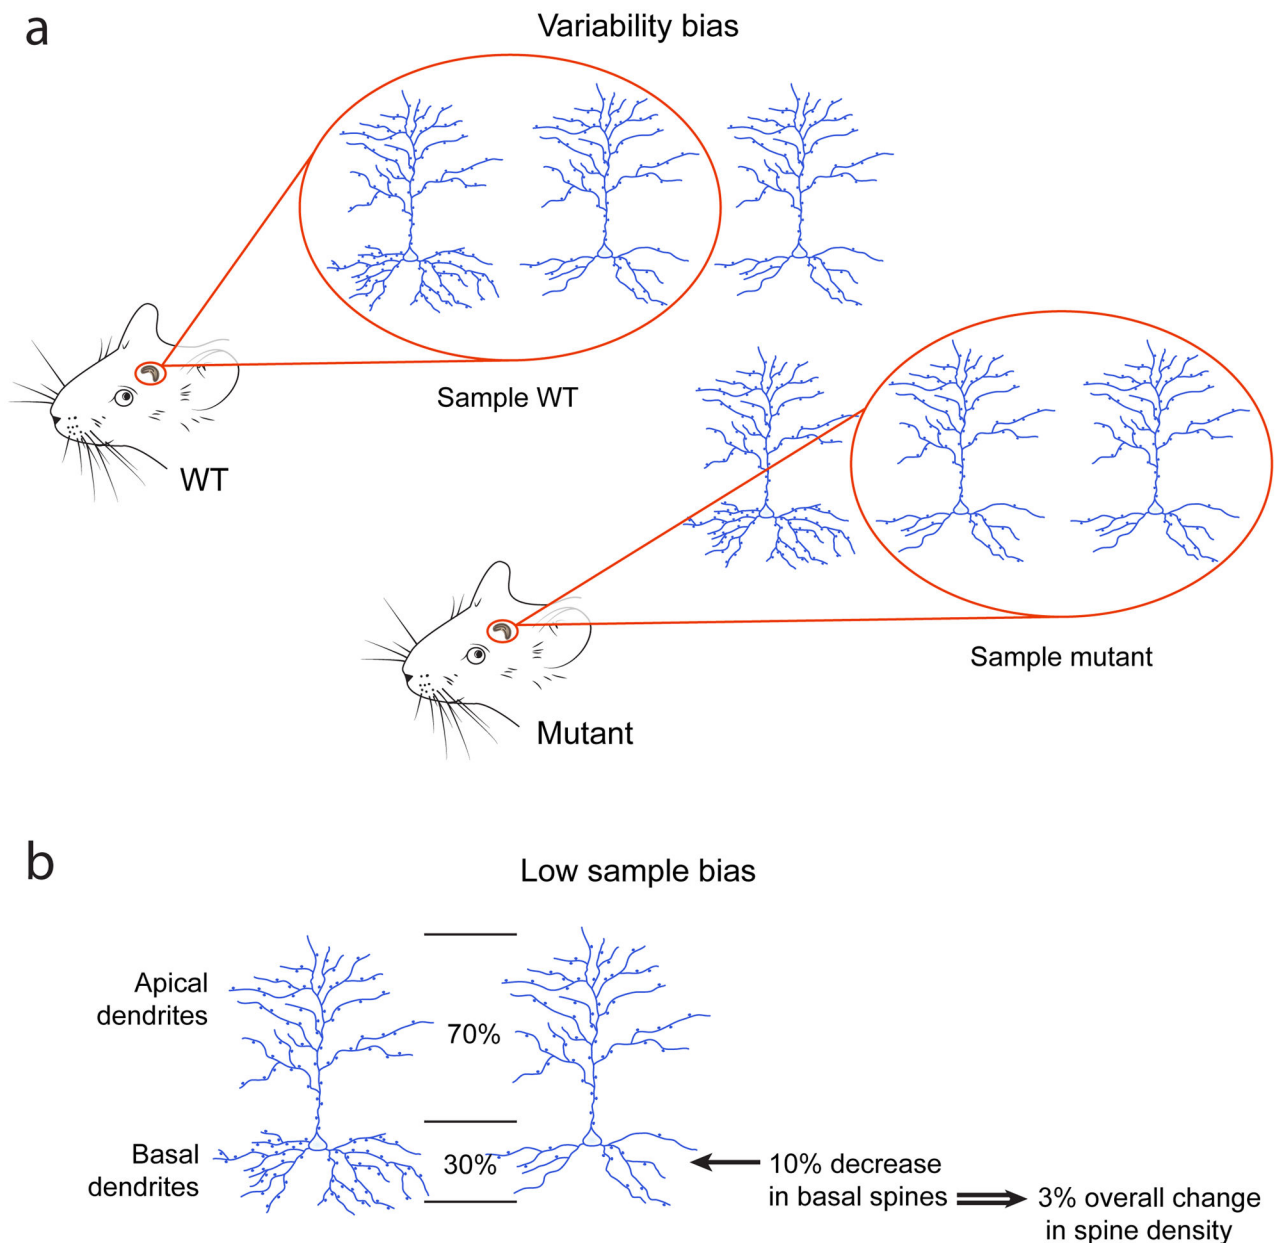 a
Variability bias
Sample WT
WT
Sample mutant
Mutant
b
Low sample bias
Apical
dendrites
70%
Basal
dendrites
30%
10% decrease
in basal spines
3% overall change
in spine density